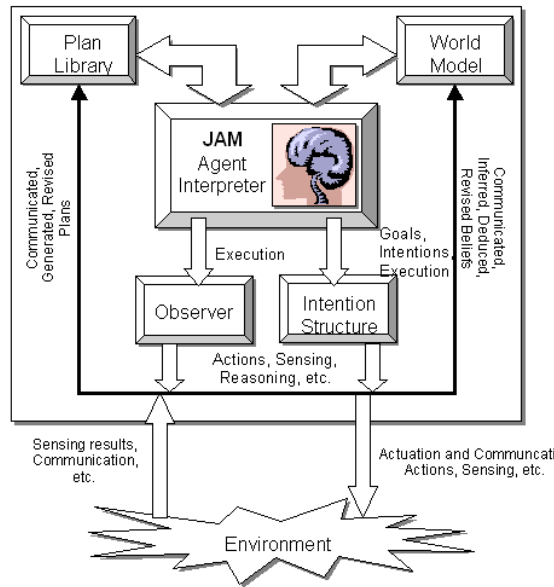 Plan
Library
World
Model
JAM
Agent
Interpreter
Communicated,
Generated, Revised
Plans
Communicated,
Inferred, Deduced,
Revised Beliefs
Execution
Goals,
Intentions,
Execution
Observer
Intention
Structure
Actions, Sensing,
Reasoning, etc.
Sensing results,
Communication,
etc.
Actuation and Communcati
Actions, Sensing, etc.
Environment